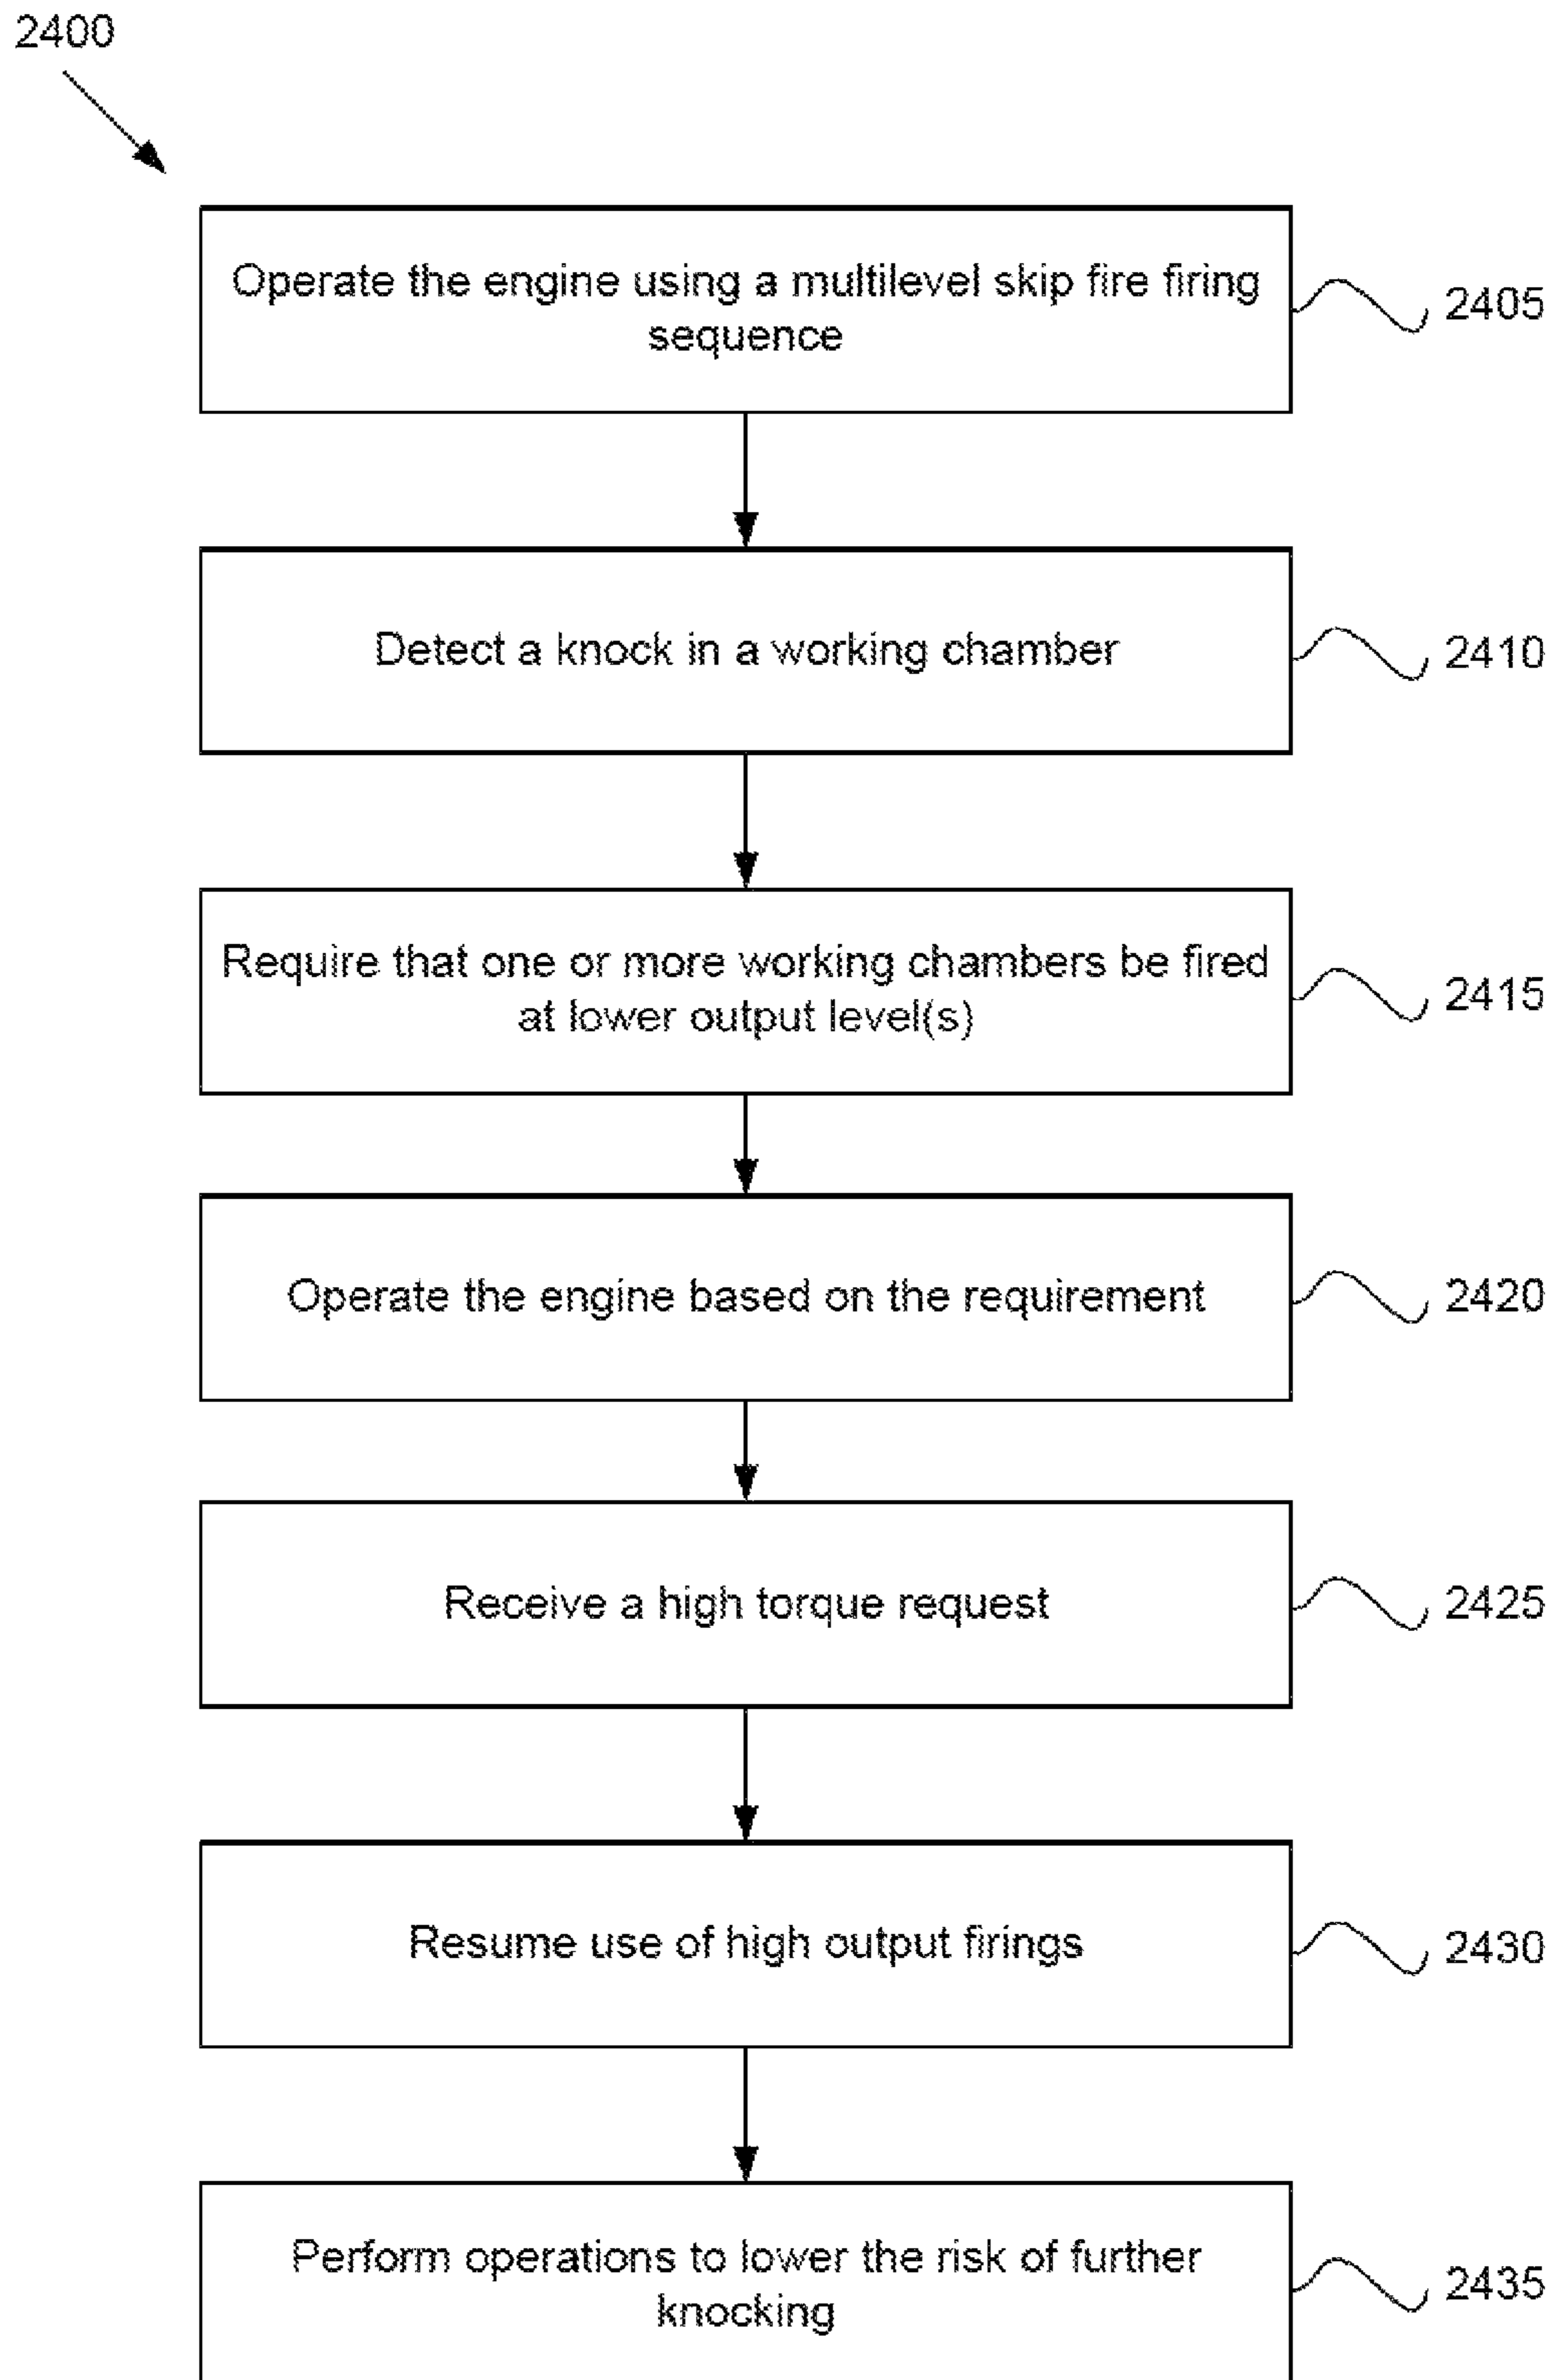 2400
Operate the engine using a multilevel skip fire firing
sequence
2405
Detect a knock in a working chamber
2410
Require that one or more working chambers be fired
at lower output level(s)
2415
Operate the engine based on the requirement
2420
Receive a high torque request
2425
Resume use of high output firings
2430
Perform operations to lower the risk of further
knocking
2435